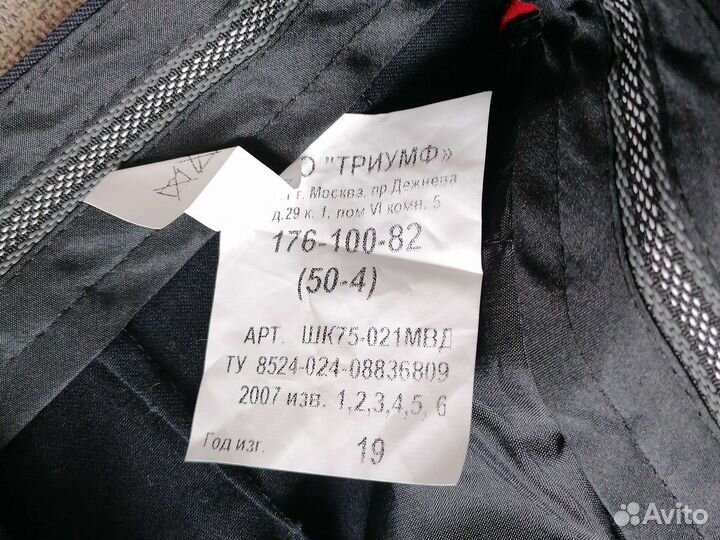 О "ТРИУМФ»
г. Москва, пр.Дежнева
д.29 к. 1, пом VI комн. 5
176-100-82
(50-4)
АРТ. ШК75-021МВД
ТУ 8524-024-08836809
2007 изв. 1,2,3,4,5, 6
Год изг. 19
Avito